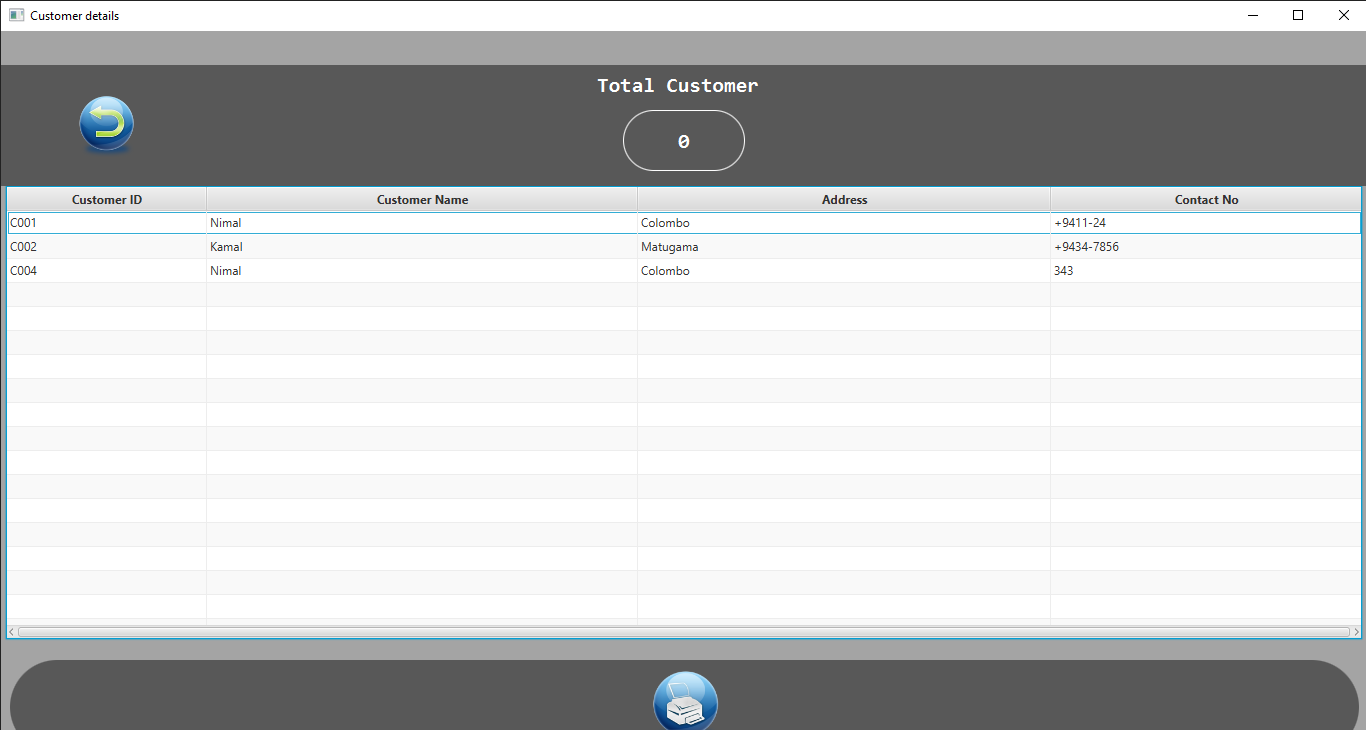 Customer details
Total Customer
0
Customer ID Customer Name Address Contact No
C001 Nimal Colombo +9411-24
C002 Kamal Matugama +9434-7856
C004 Nimal Colombo 343